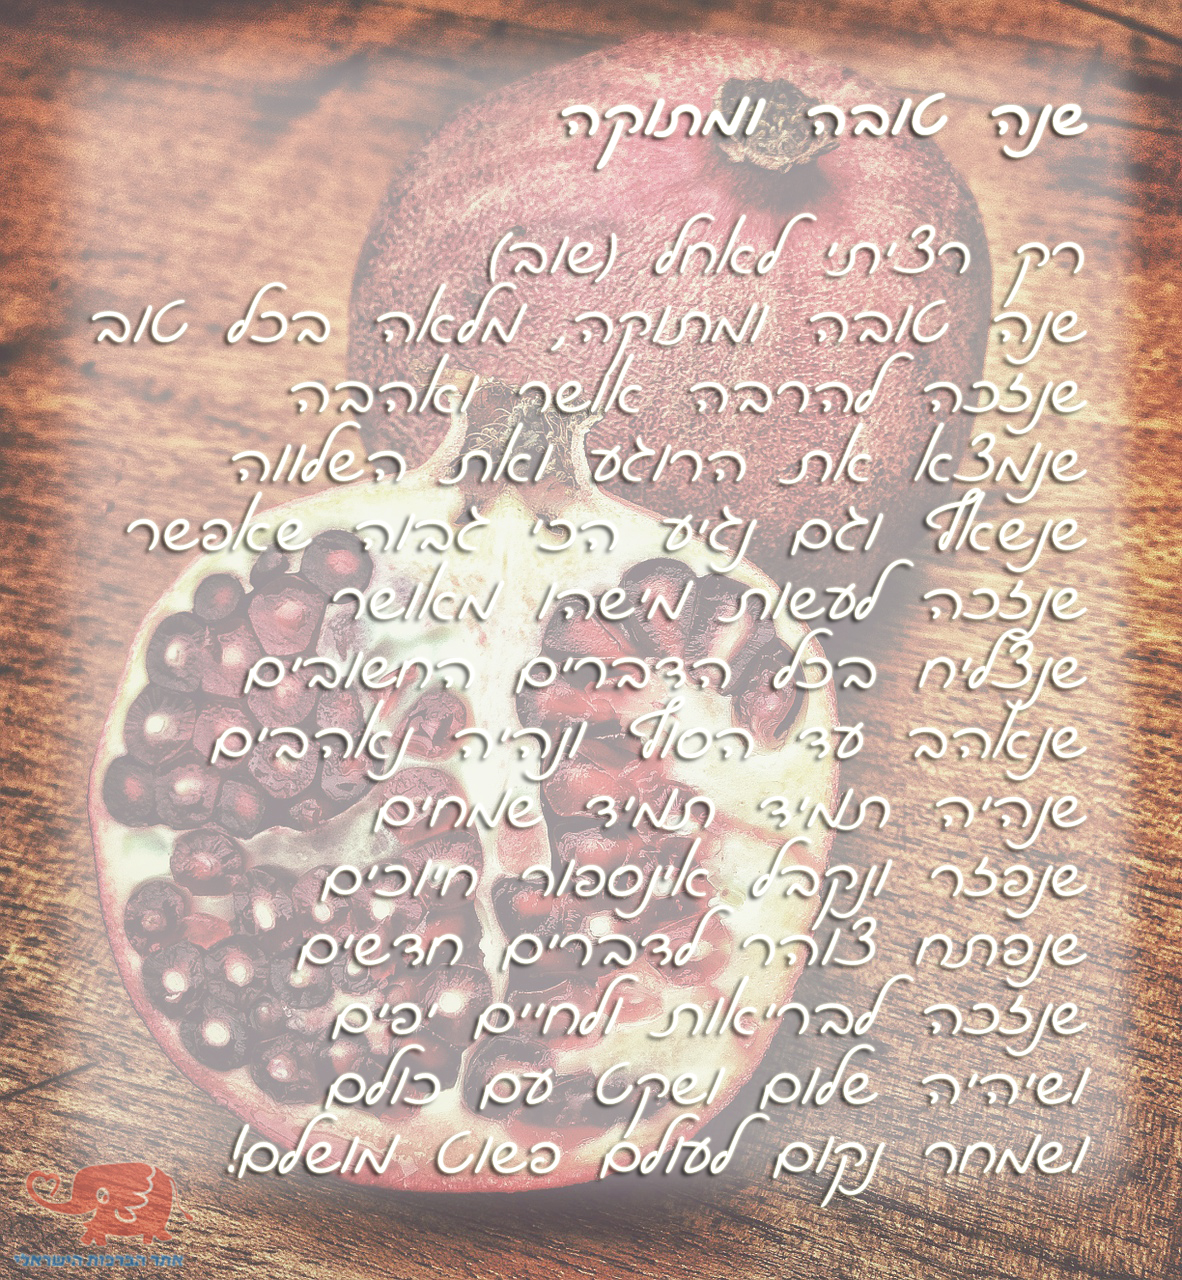 שנה טובה ומתוקה
רק רציתי לאחל (שוב)
שנה טובה ומתוקה, מלאה בכל טוב
שנזכה להרבה אושר ואהבה
שנמצא את הרוגע ואת השלווה
שנשאף וגם נגיע הכי גבוה שאפשר
שנזכה לעשות מישהו מאושר
שנצליח בכל הדברים החשובים
שנאהב עד הסוף ונהיה נאהבים
שנהיה תמיד תמיד שמחים
שנפזר ונקבל אינספור חיוכים
שנפתח צוהר לדברים חדשים
שנזכה לבריאות ולחיים יפים
ושיהיה שלום ושקט עם כולם
ושמחר נקום לעולם פשוט מושלם!
אתר הברכות הישראלי